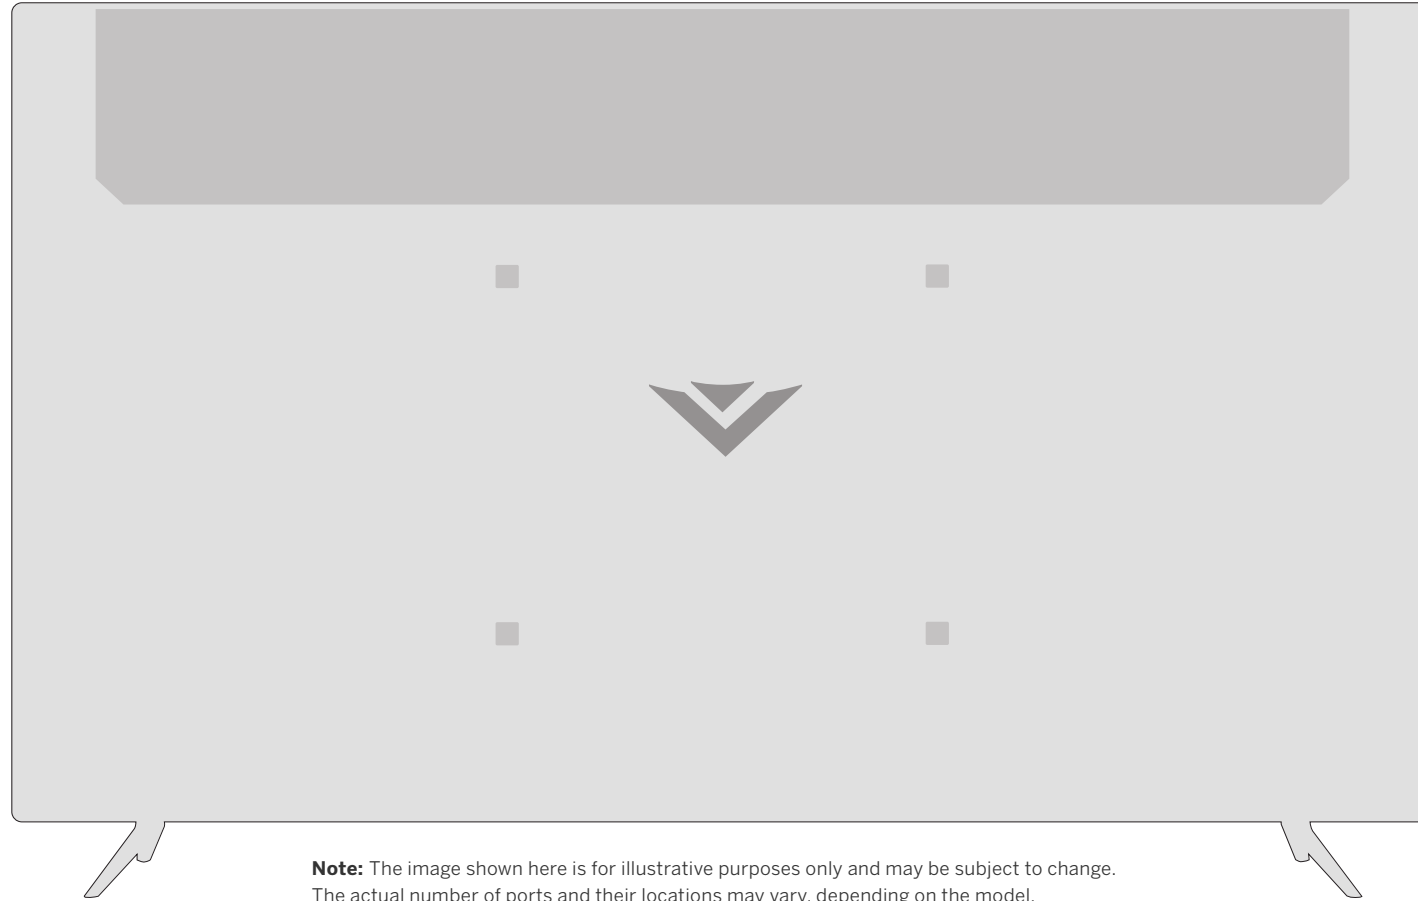 Note: The image shown here is for illustrative purposes only and may be subject to change.
The actual number of ports and their locations may vary, depending on the model.